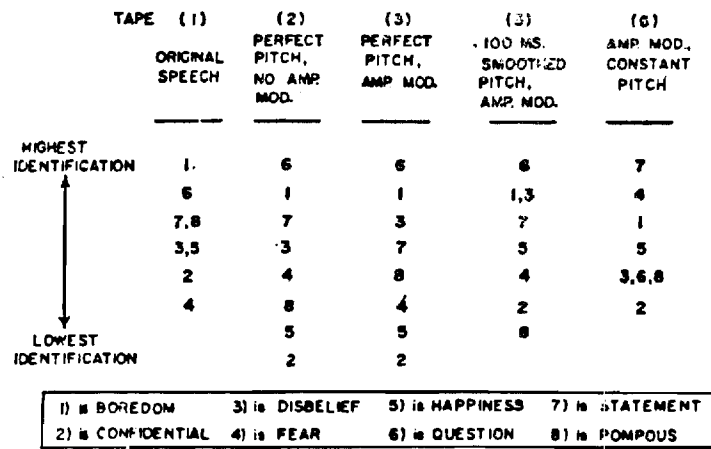 TAPE (1) (2) (3) (3) (6)
PERFECT PERFECT 100 MS. AMP. MOD.,
ORIGINAL PITCH, PITCH, SMOOTHED CONSTANT
SPEECH NO AMP. AMP. MOD. PITCH, PITCH
MOD. AMP. MOD.
HIGHEST
IDENTIFICATION 1. 6 6 6 7
6 1 1 1,3 4
7,8 7 3 7 1
3,5 3 7 5 5
2 4 8 4 3,6,8
4 8 4 2 2
LOWEST 5 5 8
IDENTIFICATION 2 2
1) is BOREDOM 3) is DISBELIEF 5) is HAPPINESS 7) is STATEMENT
2) is CONFIDENTIAL 4) is FEAR 6) is QUESTION 8) is POMPOUS